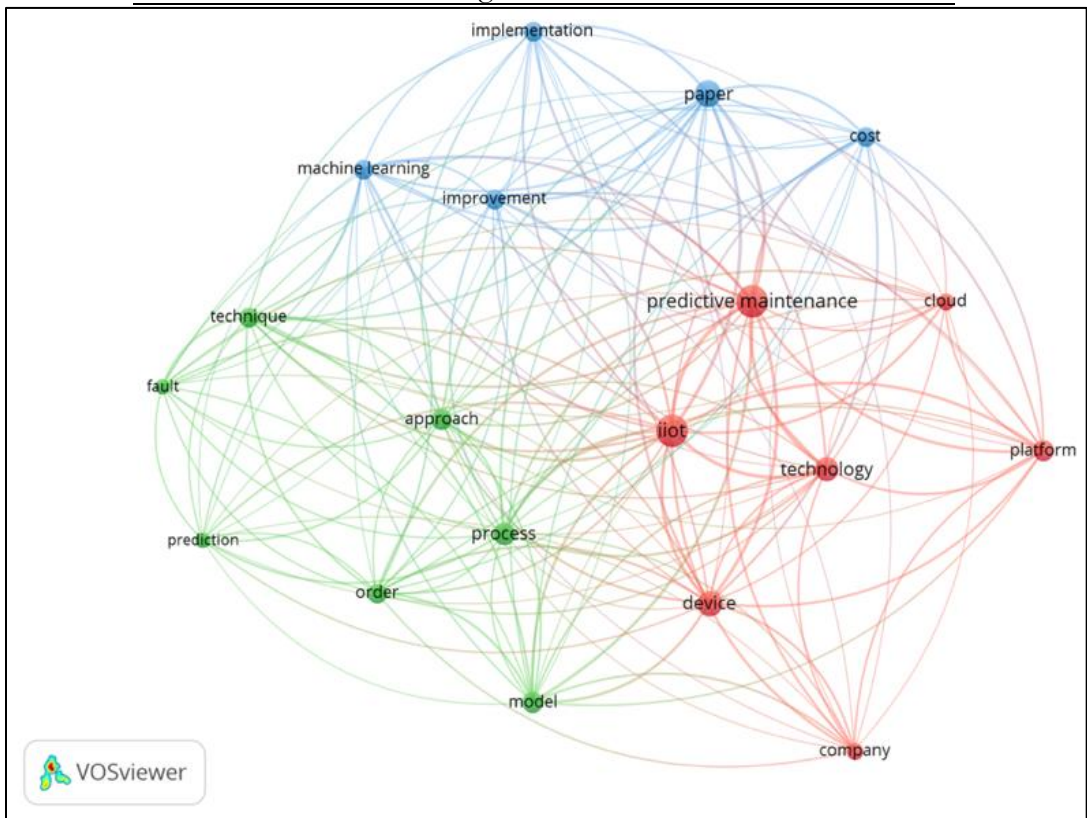 implementation
paper
cost
machine learning
improvement
predictive maintenance
cloud
technique
fault
approach
iiot
platform
technology
process
prediction
order
device
model
company
VOSviewer